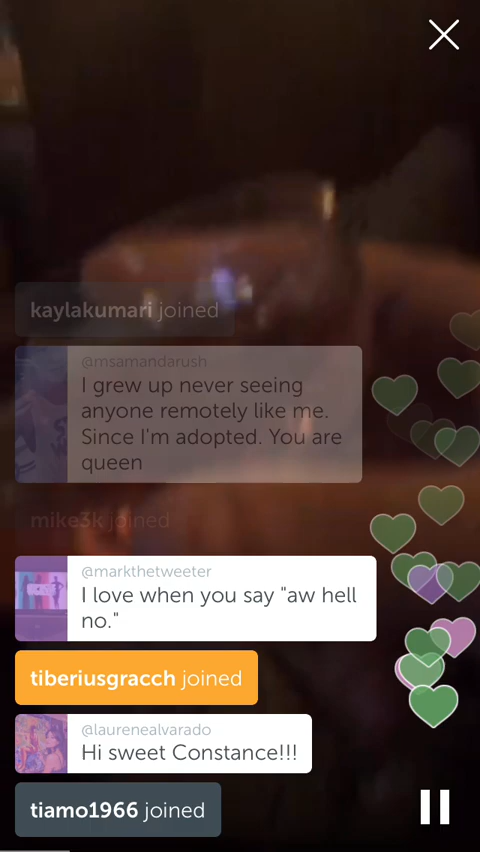 kaylakumari joined
@msamandarush
I grew up never seeing
anyone remotely like me.
Since I'm adopted. You are
queen
mike3k joined
@markthetweeter
I love when you say "aw hell
no."
tiberiusgracch joined
@laurenealvarado
Hi sweet Constance!!!
tiamo1966 joined